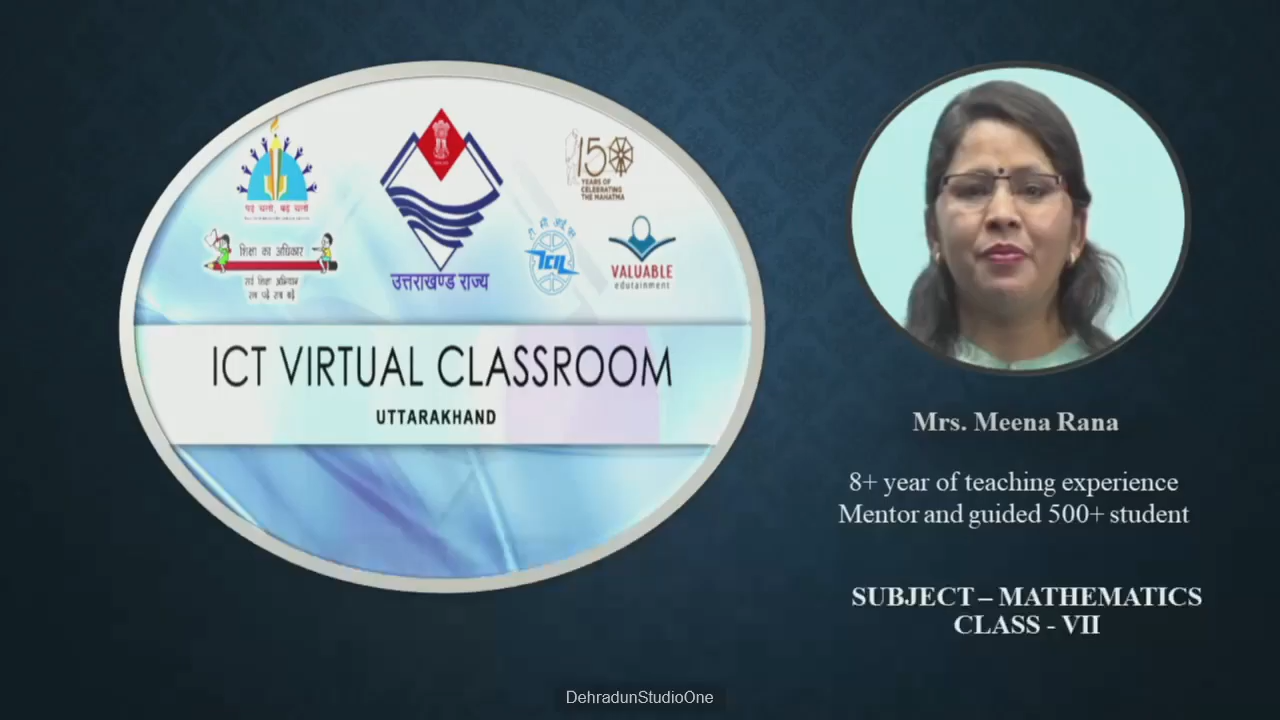 पढ़े चलो, बढ़े चलो
शिक्षा का अधिकार
सर्व शिक्षा अभियान
सब पढ़ें सब बढ़ें
उत्तराखण्ड राज्य
150
YEARS OF
CELEBRATING
THE MAHATMA
TCIL
VALUABLE
edutainment
ICT VIRTUAL CLASSROOM
UTTARAKHAND
Mrs. Meena Rana
8+ year of teaching experience
Mentor and guided 500+ student
SUBJECT – MATHEMATICS
CLASS - VII
DehradunStudioOne